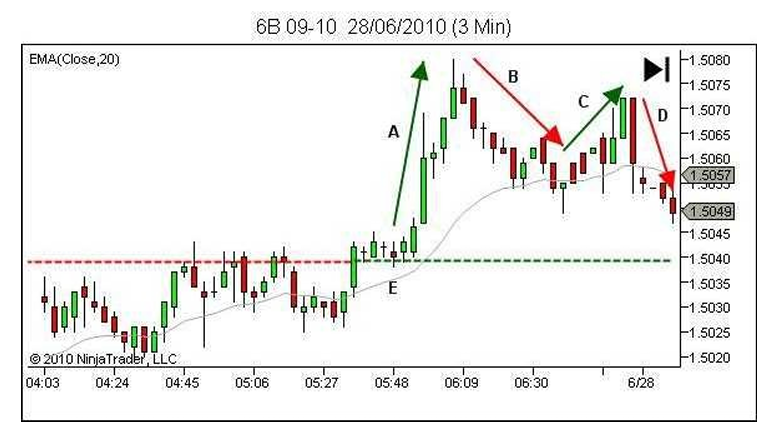 6B 09-10 28/06/2010 (3 Min)
EMA(Close,20)
1.5080
1.5075
B
C
A
1.5070
D
1.5065
1.5060
1.5057
1.5055
1.5049
1.5045
1.5040
E
1.5035
1.5030
1.5025
© 2010 NinjaTrader, LLC
1.5020
04:03 04:24 04:45 05:06 05:27 05:48 06:09 06:30 6/28